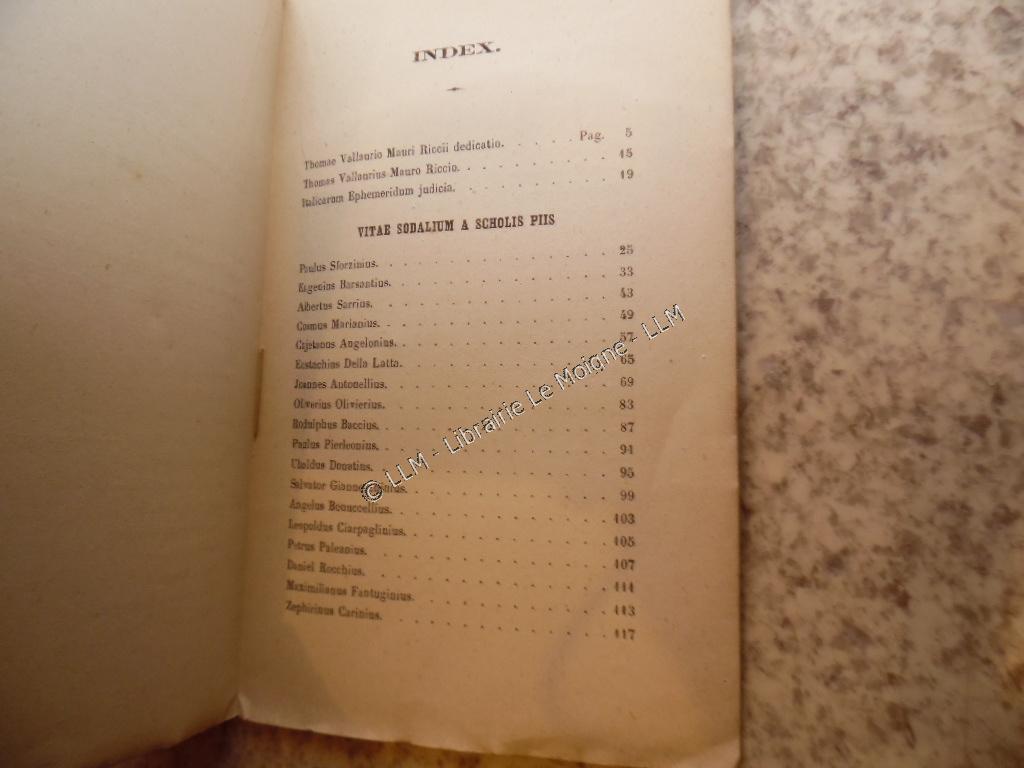 INDEX.
Thomae Vallaurio Mauri Riccii dedicatio. . . . . . Pag. 5
Thomas Vallaurius Mauro Riccio. . . . . . . . . . 15
Italicarum Ephemeridum judicia. . . . . . . . . . 19
VITAE SODALIUM A SCHOLIS PIIS
Paulus Sforzinius. . . . . . . . . . . . . 25
Eugenius Barsantius. . . . . . . . . . . . 33
Albertus Sarrius. . . . . . . . . . . . . 43
Cosmus Marianius. . . . . . . . . . . . . 49
Cajetanus Angelonius. . . . . . . . . . . . 57
Eustachius Della Latta. . . . . . . . . . . 65
Joannes Antonellius. . . . . . . . . . . . 69
Oliverius Olivierius. . . . . . . . . . . . 83
Rodulphus Baccius. . . . . . . . . . . . . 87
Paulus Pierleonius. . . . . . . . . . . . . 91
Ubaldus Donatius. . . . . . . . . . . . . 95
Salvator . . . . . . . . . . . . 99
Angelus Bonuccellius. . . . . . . . . . . . 103
Leopoldus Ciarpaglinius. . . . . . . . . . . 105
Petrus Paleanius. . . . . . . . . . . . . 107
Daniel Rocchius. . . . . . . . . . . . . 111
Maximilianus Fantuginius. . . . . . . . . . . 113
Zephirinus Carinius. . . . . . . . . . . . 117
© LLM - Librairie Le Moigne - LLM